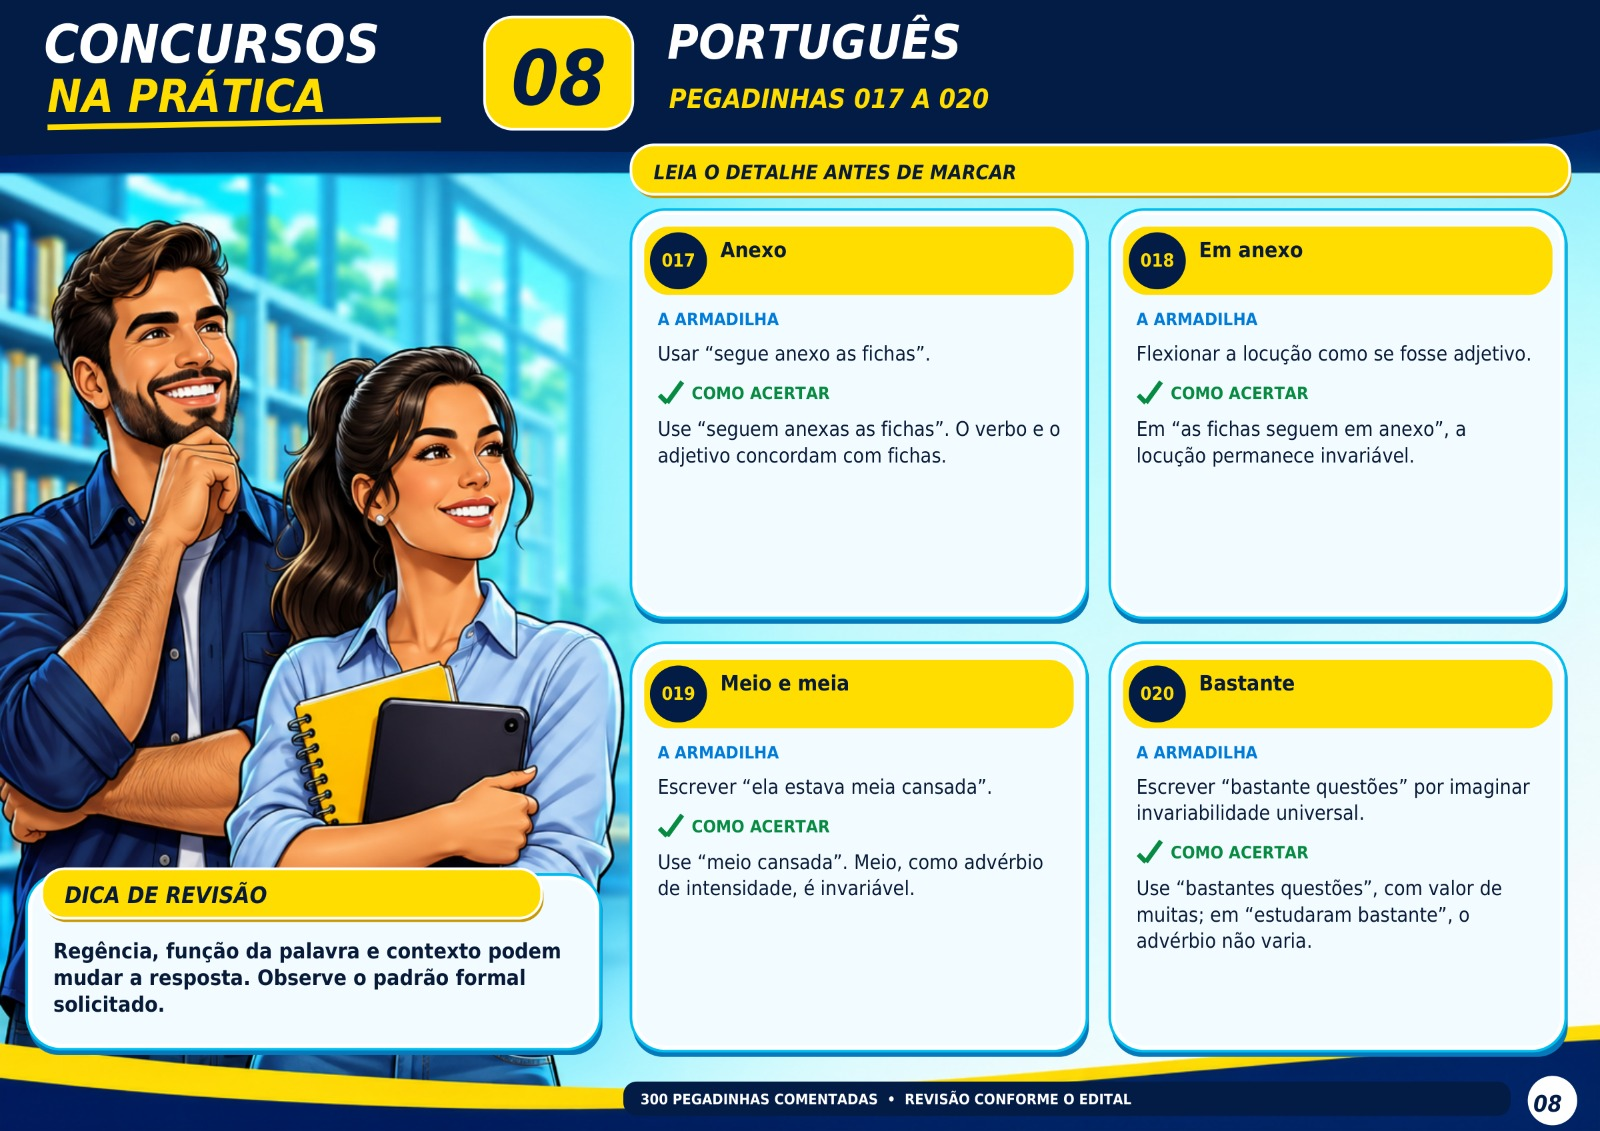 CONCURSOS
NA PRÁTICA
08
PORTUGUÊS
PEGADINHAS 017 A 020
LEIA O DETALHE ANTES DE MARCAR
017
Anexo
A ARMADILHA
Usar “segue anexo as fichas”.
COMO ACERTAR
Use “seguem anexas as fichas”. O verbo e o
adjetivo concordam com fichas.
018
Em anexo
A ARMADILHA
Flexionar a locução como se fosse adjetivo.
COMO ACERTAR
Em “as fichas seguem em anexo”, a
locução permanece invariável.
019
Meio e meia
A ARMADILHA
Escrever “ela estava meia cansada”.
COMO ACERTAR
Use “meio cansada”. Meio, como advérbio
de intensidade, é invariável.
020
Bastante
A ARMADILHA
Escrever “bastante questões” por imaginar
invariabilidade universal.
COMO ACERTAR
Use “bastantes questões”, com valor de
muitas; em “estudaram bastante”, o
advérbio não varia.
DICA DE REVISÃO
Regência, função da palavra e contexto podem
mudar a resposta. Observe o padrão formal
solicitado.
300 PEGADINHAS COMENTADAS • REVISÃO CONFORME O EDITAL
08